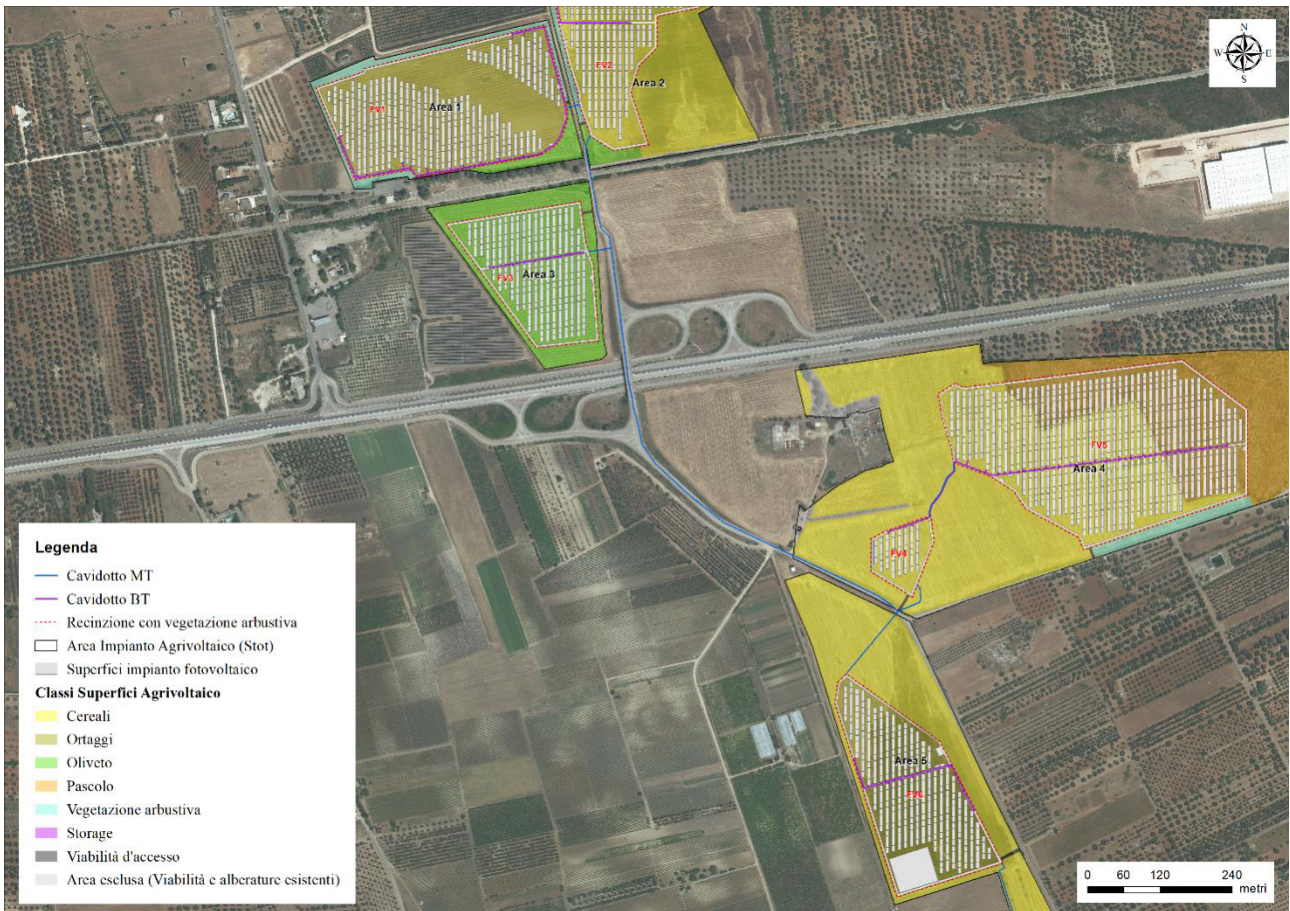 N
W E
S
FV2
Area 2
FV1
Area 1
FV3
Area 3
FV5
Area 4
FV4
Area 5
FV6
Legenda
Cavidotto MT
Cavidotto BT
Recinzione con vegetazione arbustiva
Area Impianto Agrivoltaico (Stot)
Superfici impianto fotovoltaico
Classi Superfici Agrivoltaico
Cereali
Ortaggi
Oliveto
Pascolo
Vegetazione arbustiva
Storage
Viabilità d'accesso
Area esclusa (Viabilità e alberature esistenti)
0 60 120 240
metri